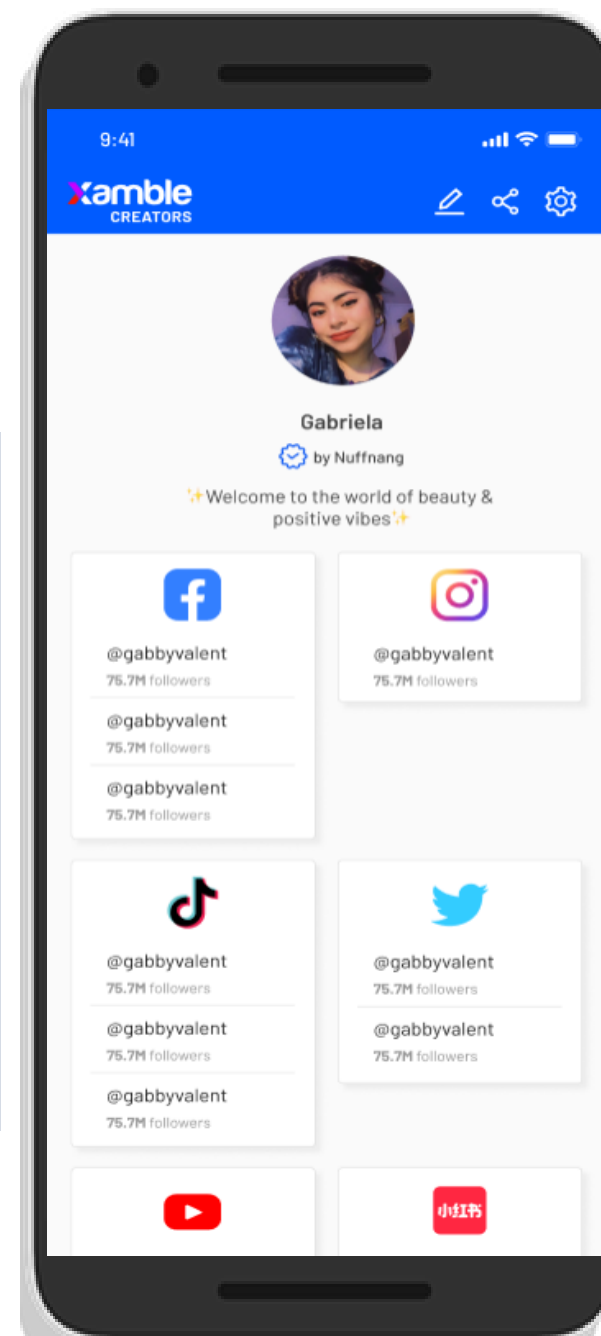 9:41
xamble
CREATORS
Gabriela
by Nuffnang
✨Welcome to the world of beauty &
positive vibes✨
@gabbyvalent
75.7M followers
@gabbyvalent
75.7M followers
@gabbyvalent
75.7M followers
@gabbyvalent
75.7M followers
@gabbyvalent
75.7M followers
@gabbyvalent
75.7M followers
@gabbyvalent
75.7M followers
@gabbyvalent
75.7M followers
@gabbyvalent
75.7M followers
小红书